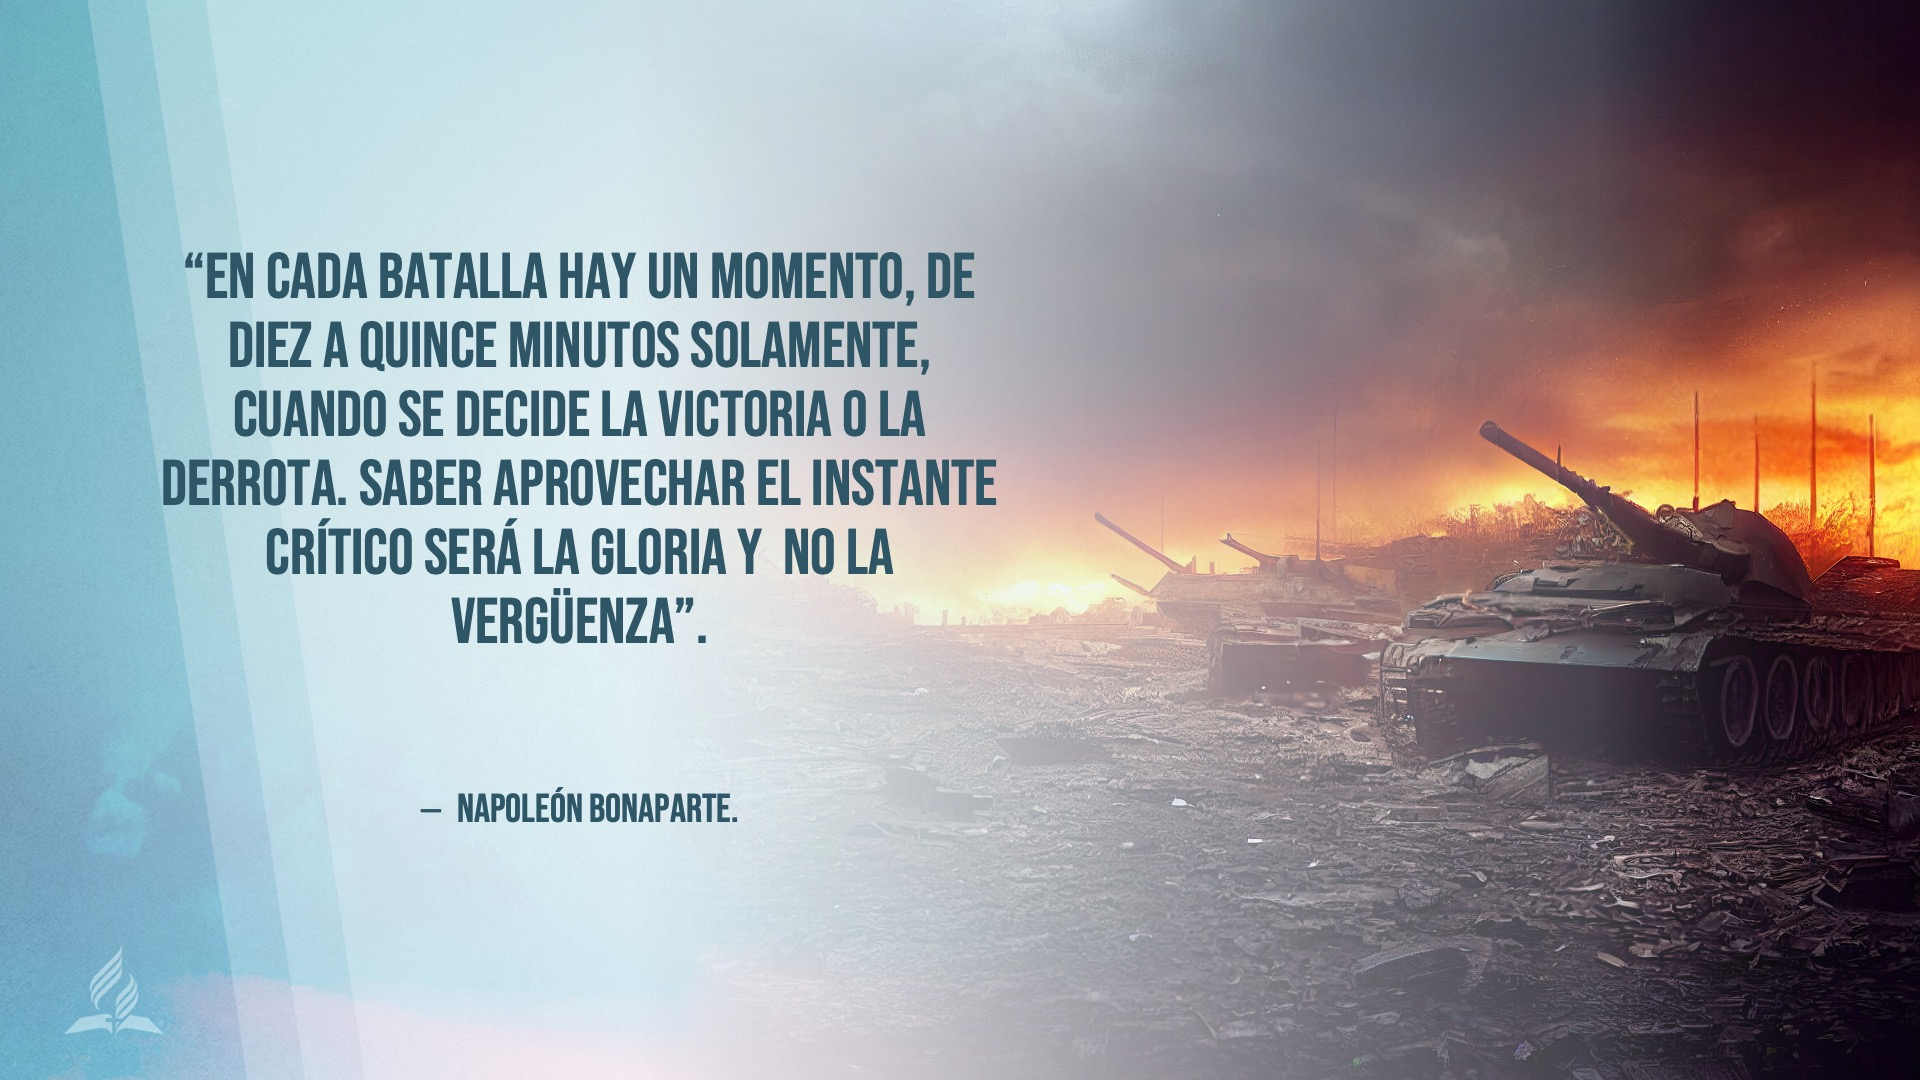 “EN CADA BATALLA HAY UN MOMENTO, DE
DIEZ A QUINCE MINUTOS SOLAMENTE,
CUANDO SE DECIDE LA VICTORIA O LA
DERROTA. SABER APROVECHAR EL INSTANTE
CRÍTICO SERÁ LA GLORIA Y  NO LA
VERGÜENZA”.
– NAPOLEÓN BONAPARTE.